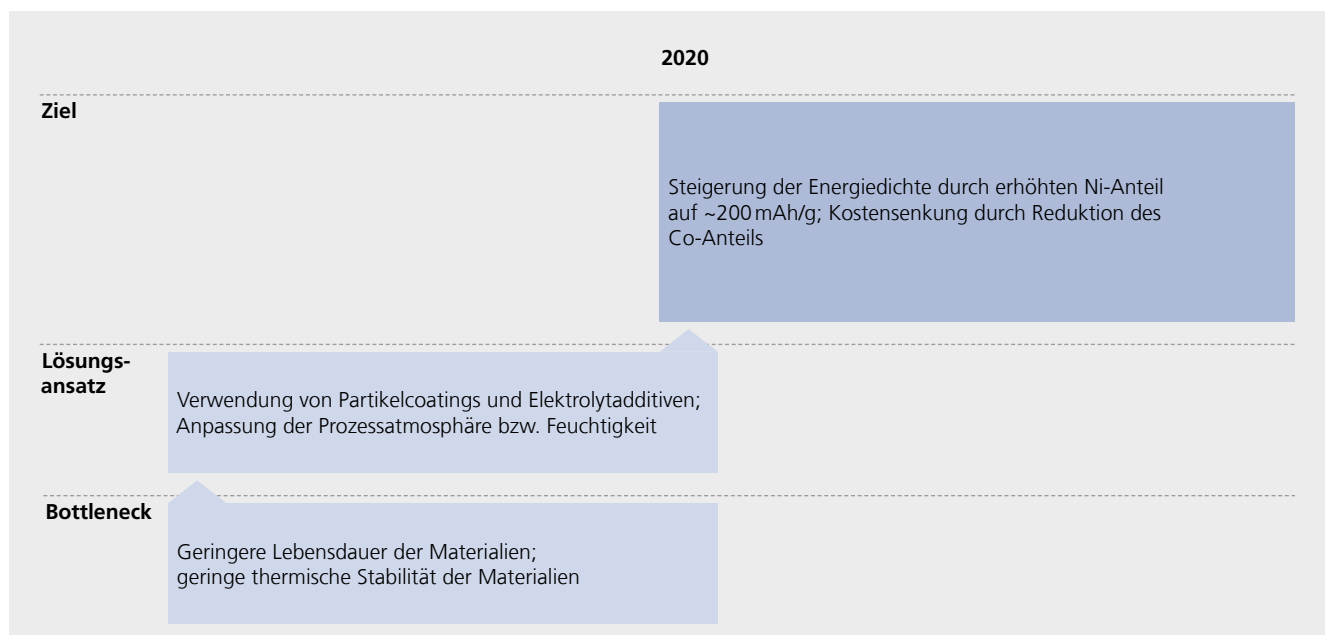 2020
Ziel
Steigerung der Energiedichte durch erhöhten Ni-Anteil
auf ~200 mAh/g; Kostensenkung durch Reduktion des
Co-Anteils
Lösungs-
ansatz
Verwendung von Partikelcoatings und Elektrolytadditiven;
Anpassung der Prozessatmosphäre bzw. Feuchtigkeit
Bottleneck
Geringere Lebensdauer der Materialien;
geringe thermische Stabilität der Materialien